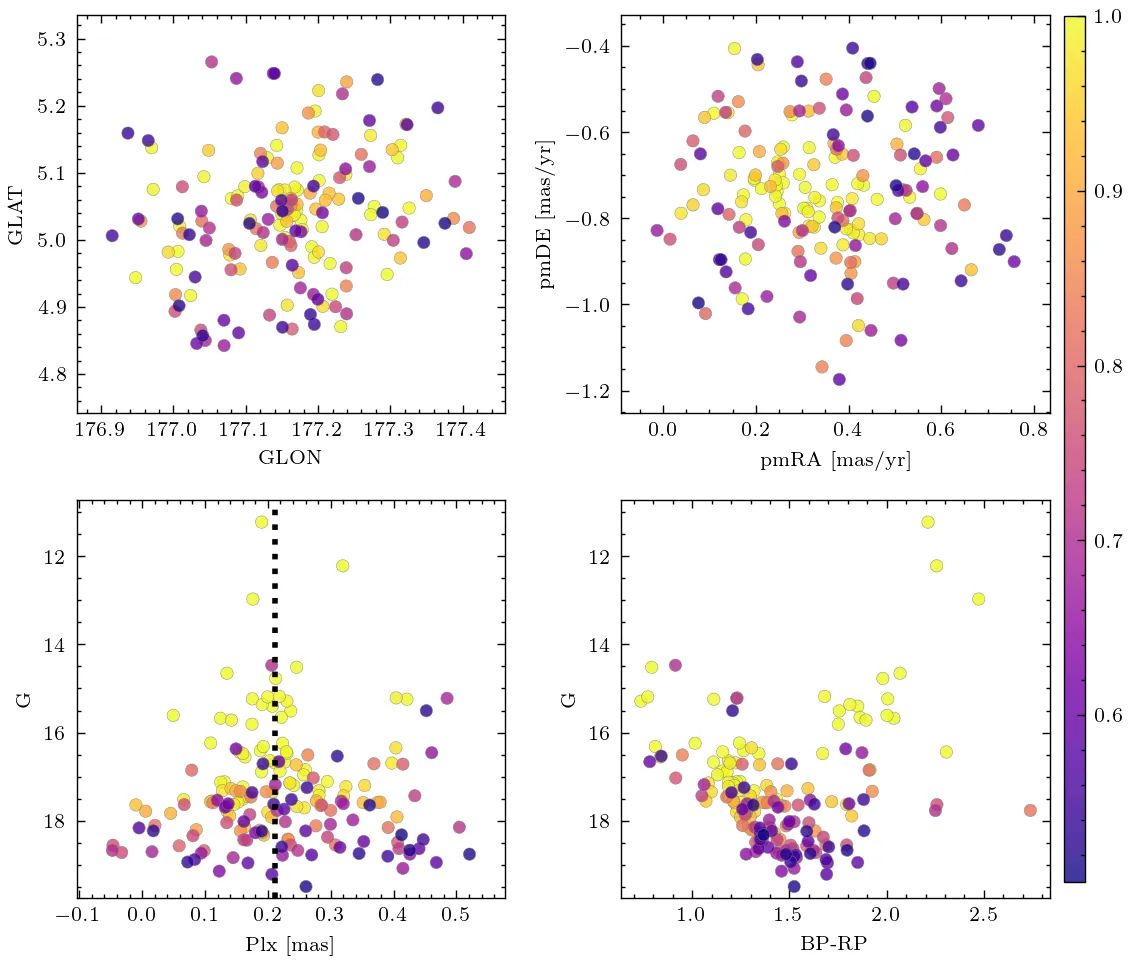 5.3
5.2
5.1
5.0
4.9
4.8
GLAT
176.9 177.0 177.1 177.2 177.3 177.4
GLON
−0.4
−0.6
−0.8
−1.0
−1.2
pmDE [mas/yr]
0.0 0.2 0.4 0.6 0.8
pmRA [mas/yr]
12
14
16
18
G
−0.1 0.0 0.1 0.2 0.3 0.4 0.5
Plx [mas]
12
14
16
18
G
1.0 1.5 2.0 2.5
BP-RP
1.0
0.9
0.8
0.7
0.6